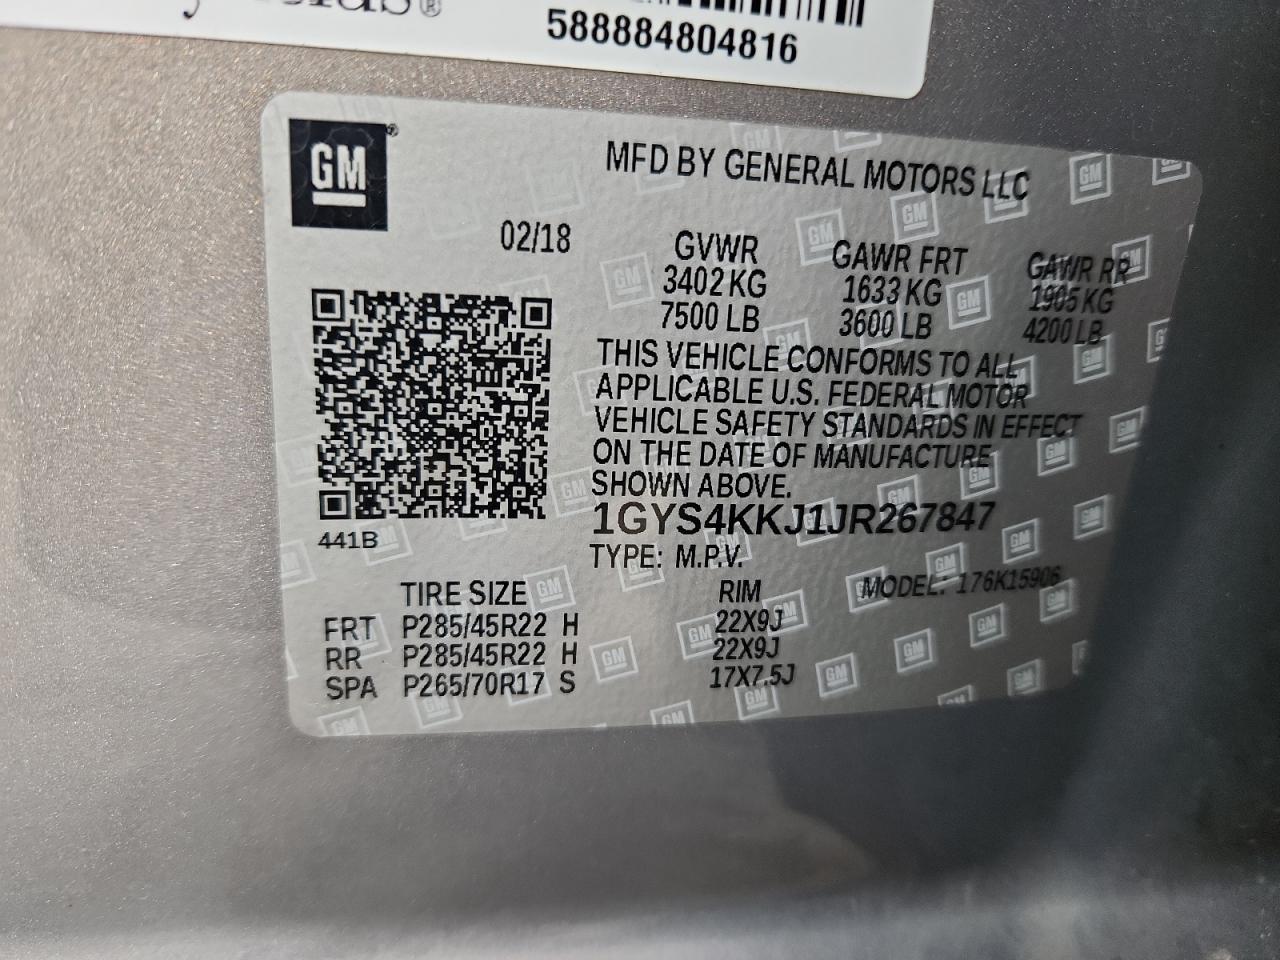 588884804816
GM
MFD BY GENERAL MOTORS LLC
02/18
GVWR GAWR FRT GAWR RR
3402 KG 1633 KG 1905 KG
7500 LB 3600 LB 4200 LB
THIS VEHICLE CONFORMS TO ALL
APPLICABLE U.S. FEDERAL MOTOR
VEHICLE SAFETY STANDARDS IN EFFECT
ON THE DATE OF MANUFACTURE
SHOWN ABOVE.
1GYS4KKJ1JR267847
441B
TYPE: M.P.V. MODEL: 176K15906
TIRE SIZE RIM
FRT P285/45R22 H 22X9J
RR P285/45R22 H 22X9J
SPA P265/70R17 S 17X7.5J